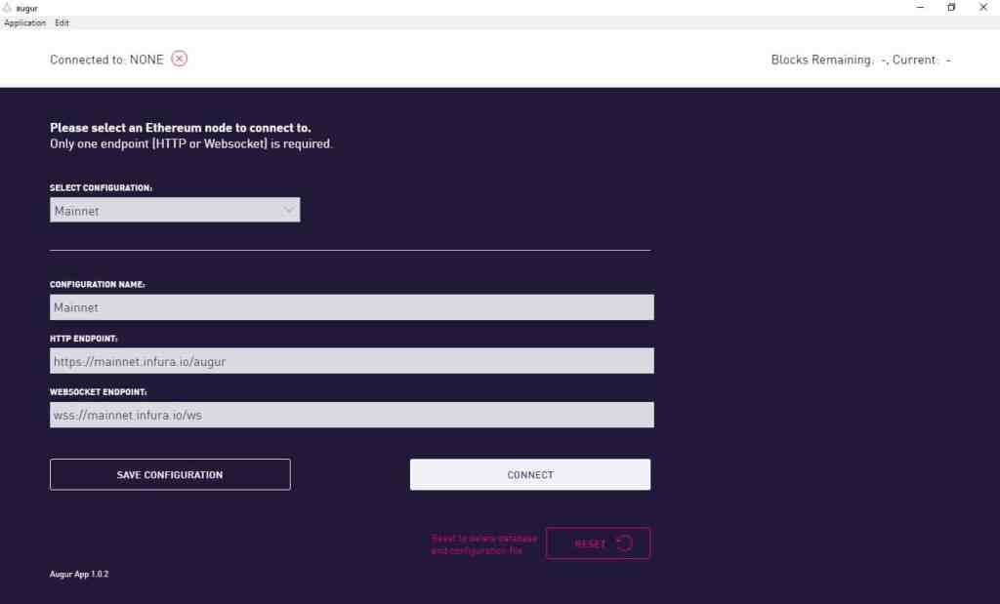 augur
Application Edit
Connected to: NONE
Blocks Remaining: -, Current: -
Please select an Ethereum node to connect to.
Only one endpoint (HTTP or Websocket) is required.
SELECT CONFIGURATION:
Mainnet
CONFIGURATION NAME:
Mainnet
HTTP ENDPOINT:
https://mainnet.infura.io/augur
WEBSOCKET ENDPOINT:
wss://mainnet.infura.io/ws
SAVE CONFIGURATION
CONNECT
Reset to delete database
and configuration file
RESET
Augur App 1.0.2